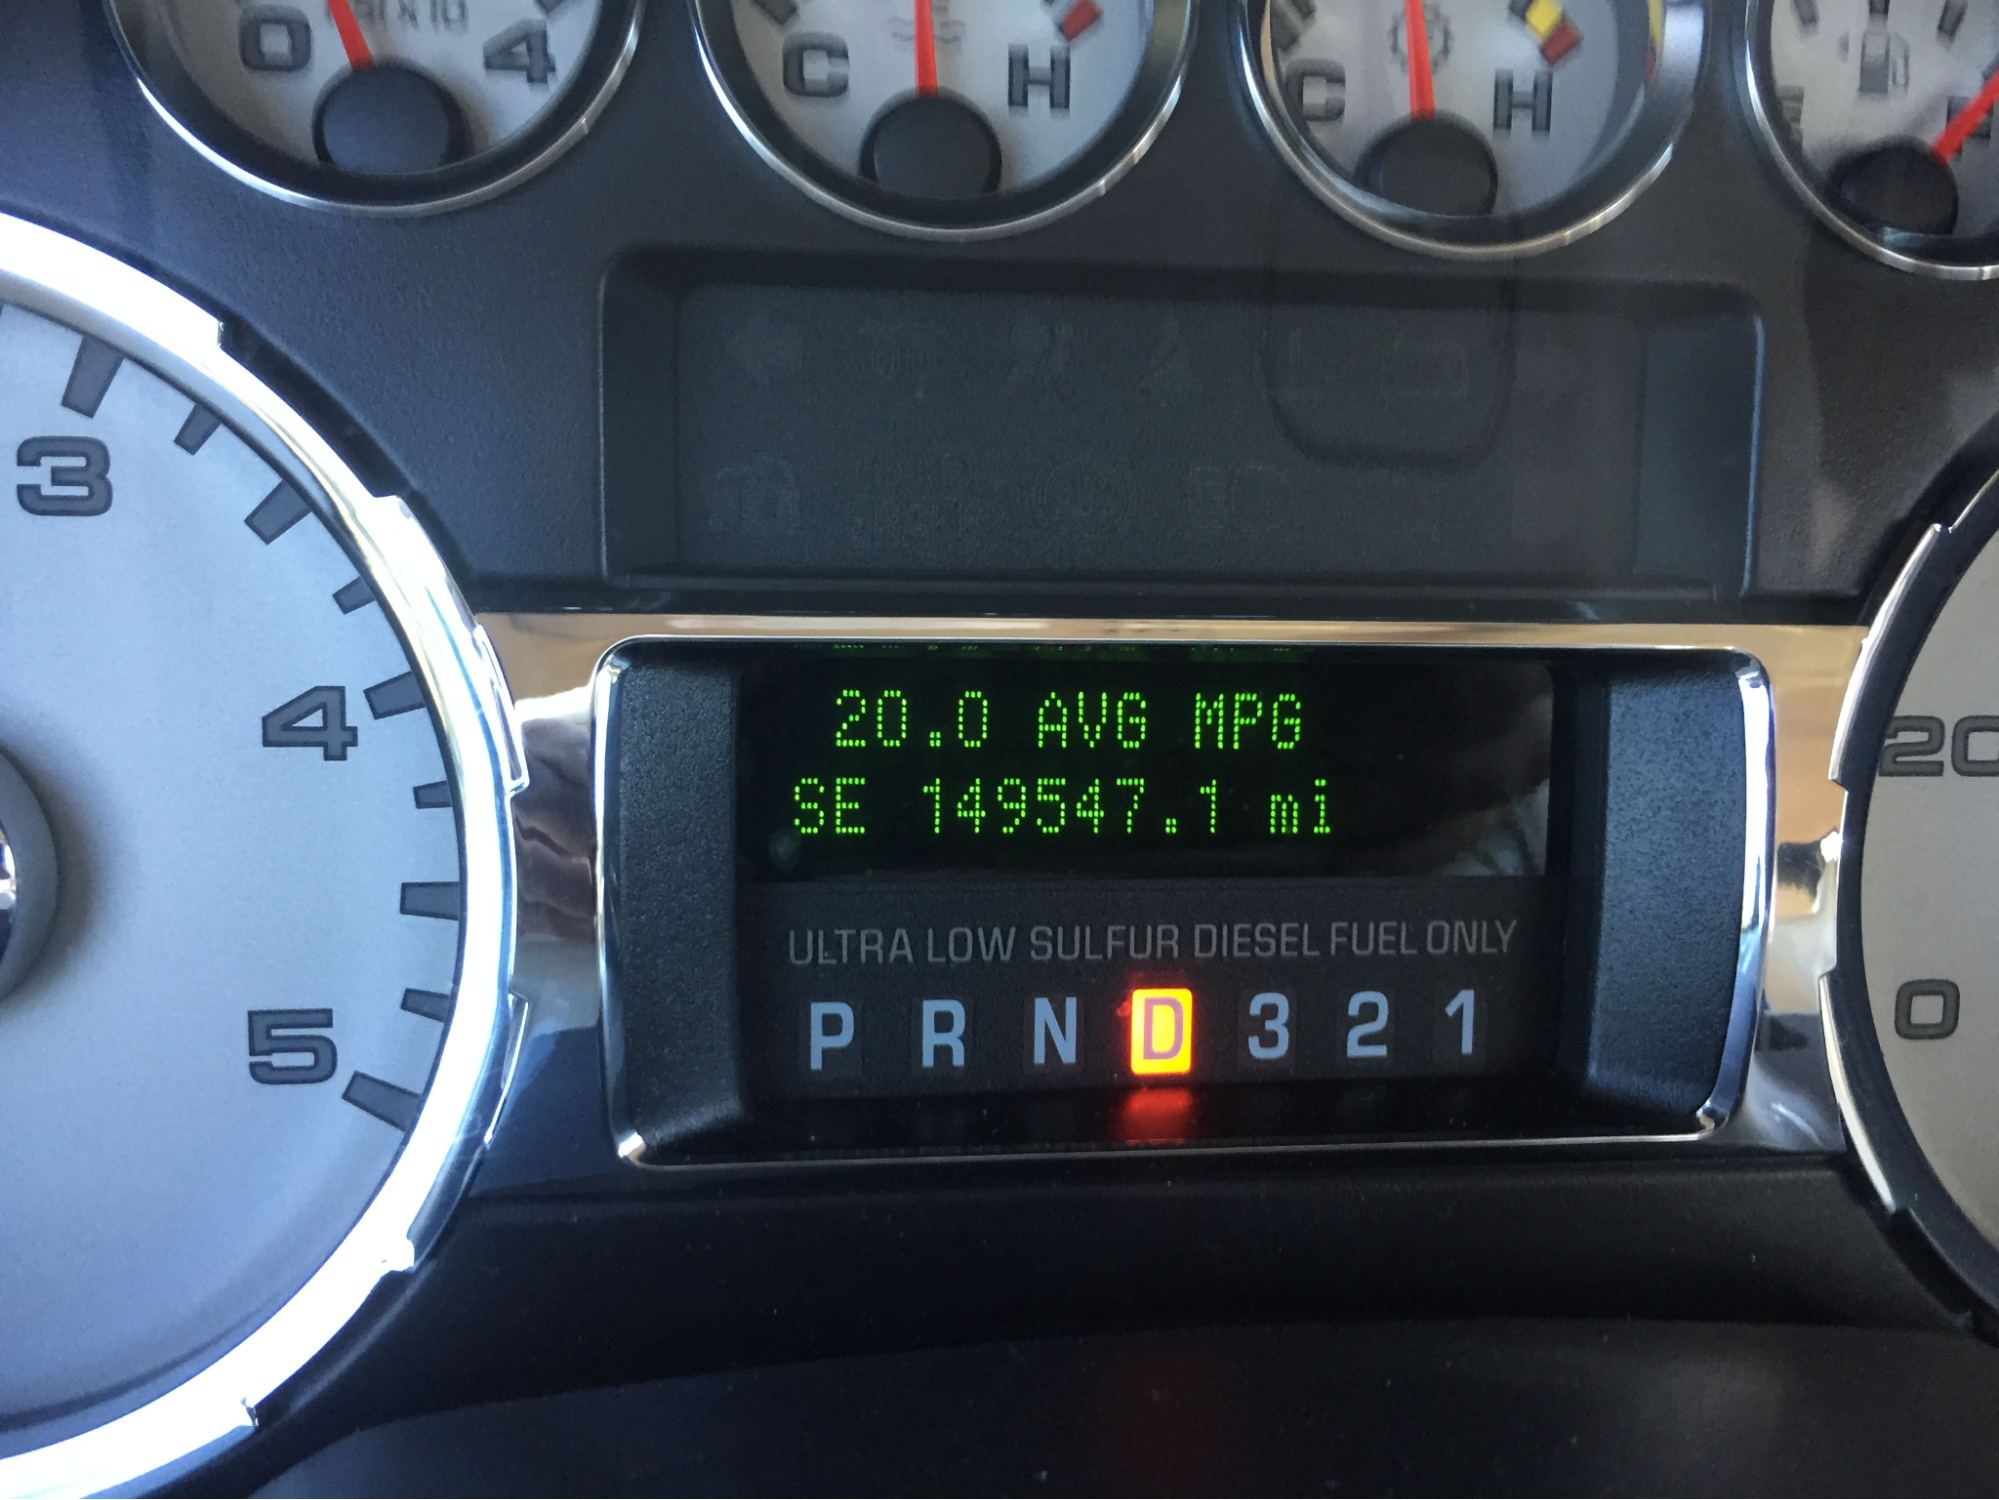 0 4
C H
C H
3
4
5
20.0 AVG MPG
SE 149547.1 mi
ULTRA LOW SULFUR DIESEL FUEL ONLY
P R N D 3 2 1
20
0